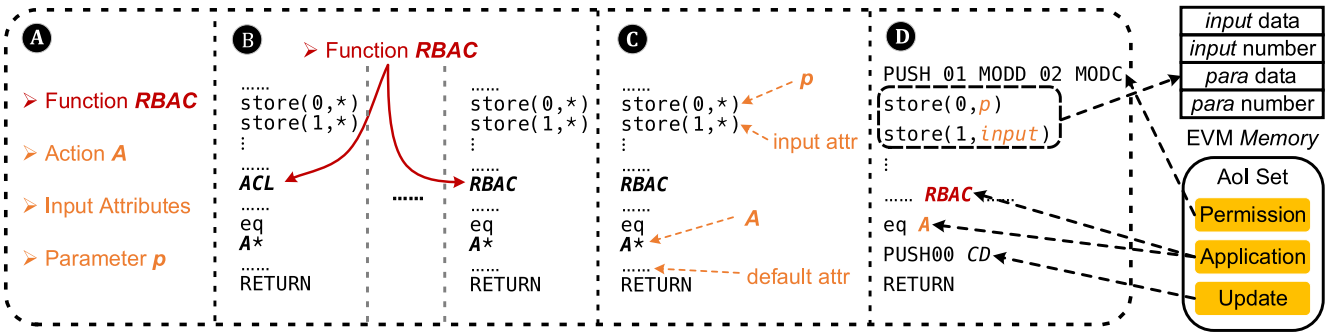 A
➢ Function RBAC
➢ Action A
➢ Input Attributes
➢ Parameter p
B
➢ Function RBAC
......
store(0,*)
store(1,*)
⋮
......
ACL
......
eq
A*
......
RETURN
......
......
store(0,*)
store(1,*)
⋮
......
RBAC
......
eq
A*
......
RETURN
C
......
store(0,*)
store(1,*)
⋮
......
RBAC
......
eq
A*
......
RETURN
p
input attr
A
default attr
D
PUSH 01 MODD 02 MODC
store(0,p)
store(1,input)
⋮
...... RBAC ......
eq A
PUSH00 CD
RETURN
input data
input number
para data
para number
EVM Memory
AoI Set
Permission
Application
Update